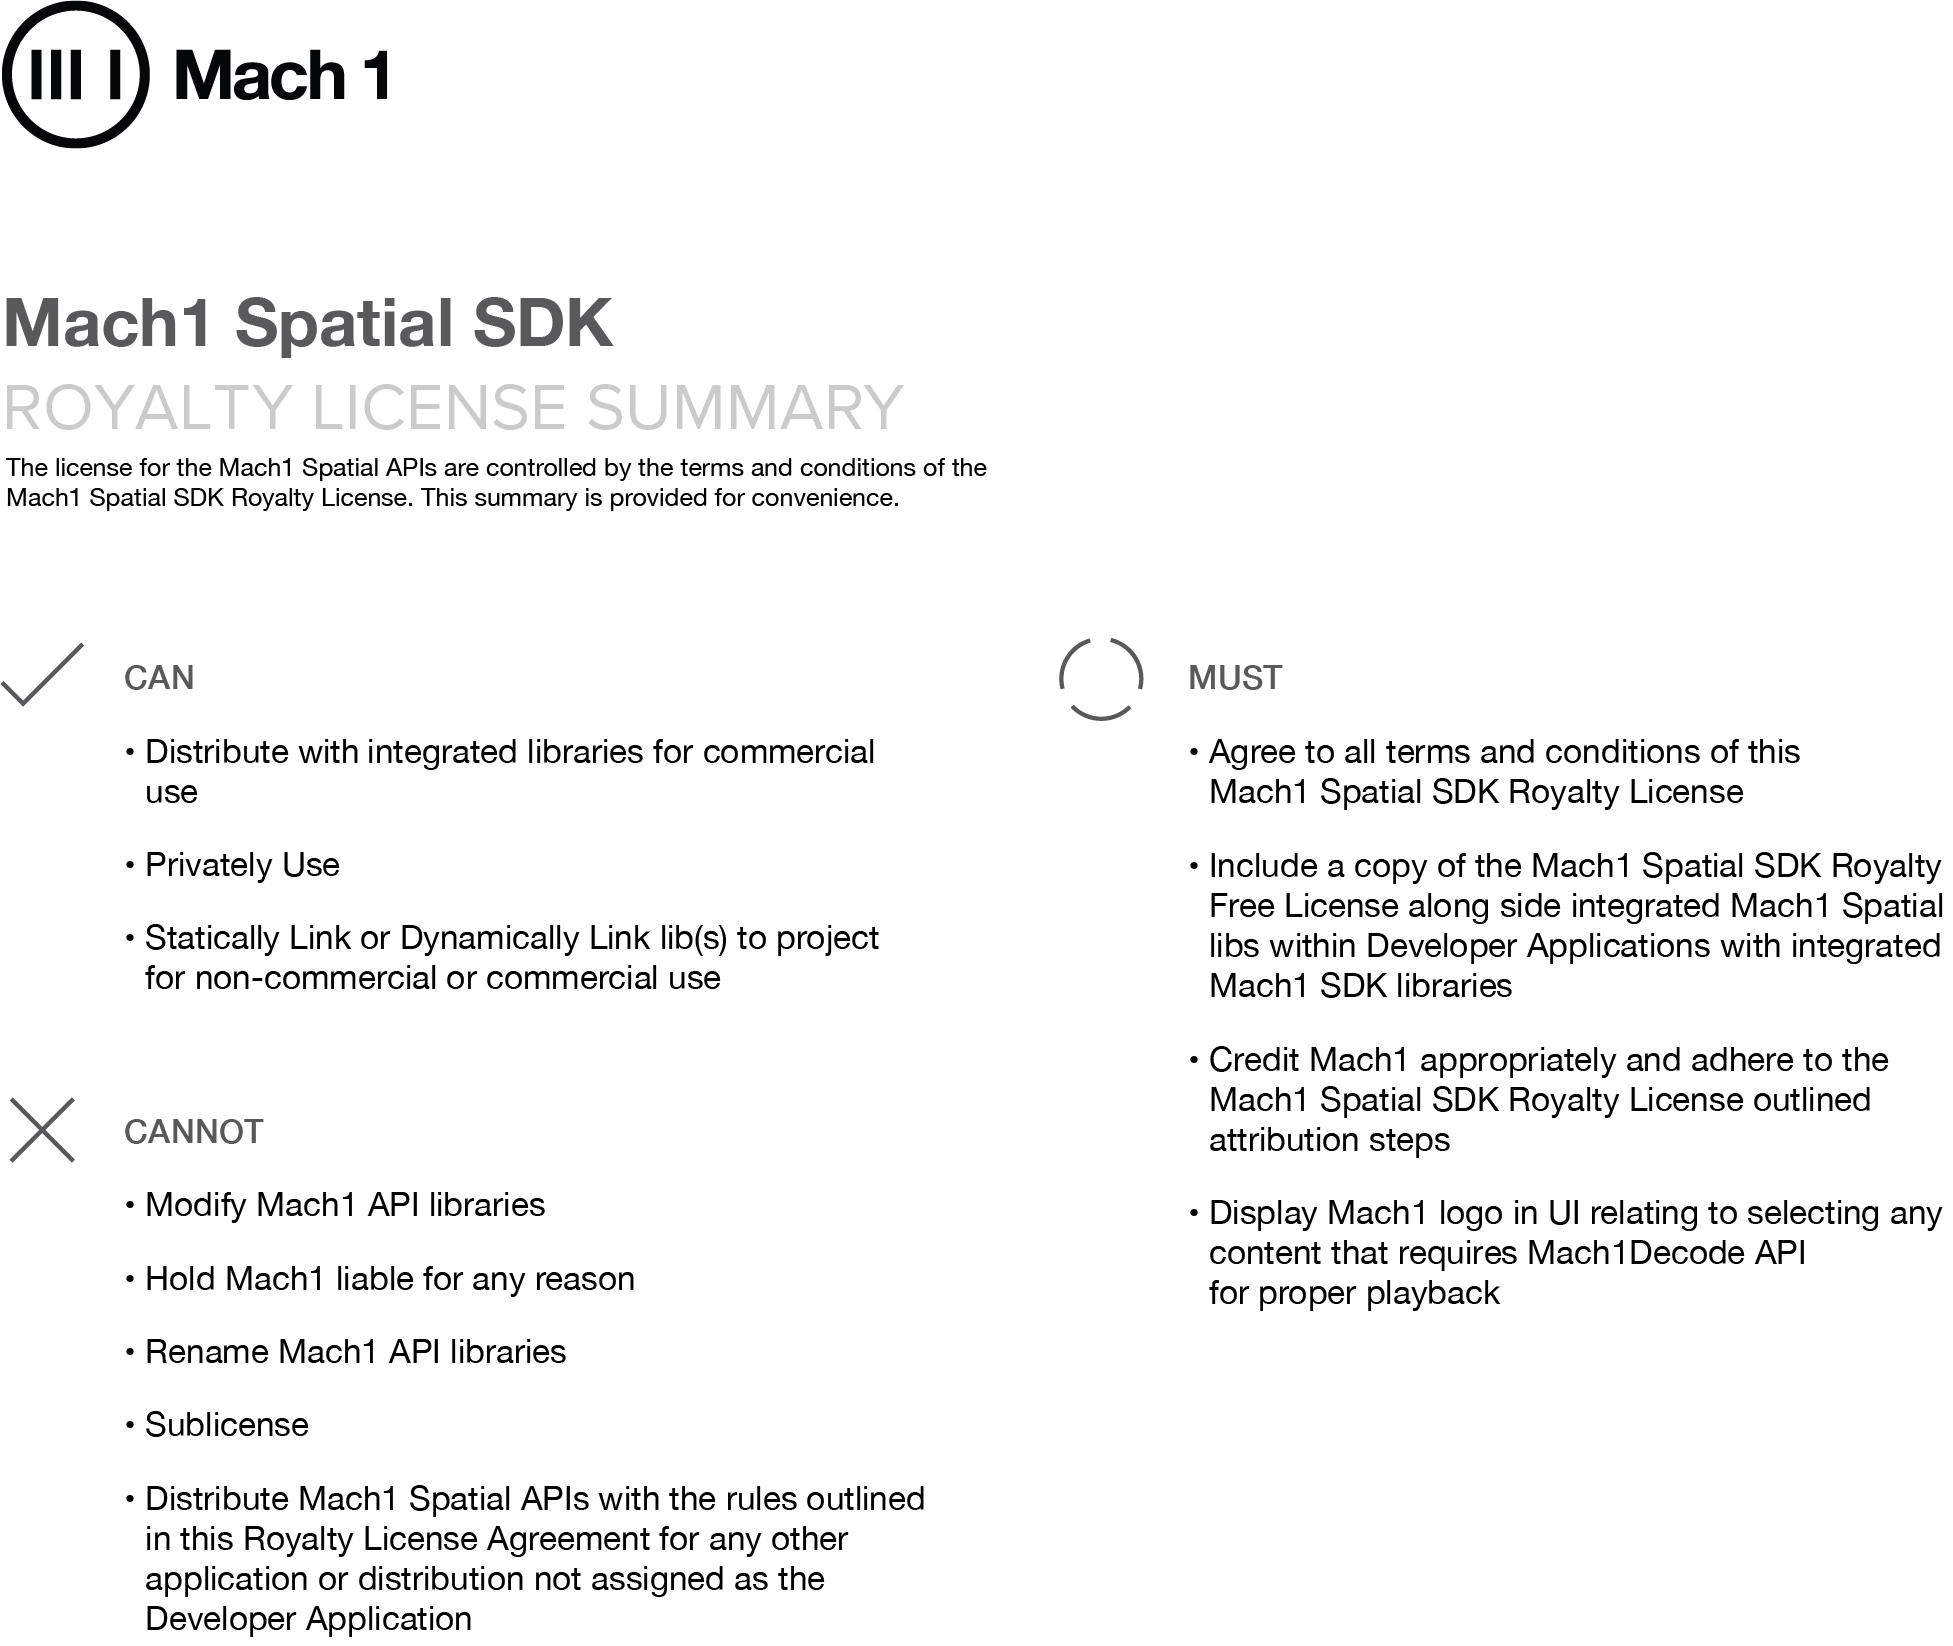 Mach 1
Mach1 Spatial SDK
ROYALTY LICENSE SUMMARY
The license for the Mach1 Spatial APIs are controlled by the terms and conditions of the
Mach1 Spatial SDK Royalty License. This summary is provided for convenience.
CAN
• Distribute with integrated libraries for commercial
use
• Privately Use
• Statically Link or Dynamically Link lib(s) to project
for non-commercial or commercial use
CANNOT
• Modify Mach1 API libraries
• Hold Mach1 liable for any reason
• Rename Mach1 API libraries
• Sublicense
• Distribute Mach1 Spatial APIs with the rules outlined
in this Royalty License Agreement for any other
application or distribution not assigned as the
Developer Application
MUST
• Agree to all terms and conditions of this
Mach1 Spatial SDK Royalty License
• Include a copy of the Mach1 Spatial SDK Royalty
Free License along side integrated Mach1 Spatial
libs within Developer Applications with integrated
Mach1 SDK libraries
• Credit Mach1 appropriately and adhere to the
Mach1 Spatial SDK Royalty License outlined
attribution steps
• Display Mach1 logo in UI relating to selecting any
content that requires Mach1Decode API
for proper playback